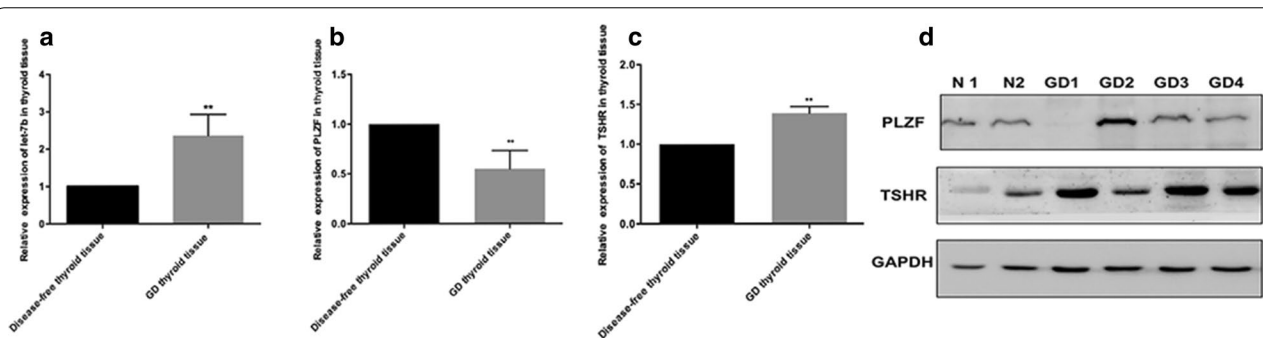 a
Relative expression of let-7b in thyroid tissue
4
3
2
1
0
**
Disease-free thyroid tissue
GD thyroid tissue
b
Relative expression of PLZF in thyroid tissue
1.5
1.0
0.5
0.0
**
Disease-free thyroid tissue
GD thyroid tissue
c
Relative expression of TSHR in thyroid tissue
2.0
1.5
1.0
0.5
0.0
**
Disease-free thyroid tissue
GD thyroid tissue
d
N 1 N2 GD1 GD2 GD3 GD4
PLZF
TSHR
GAPDH